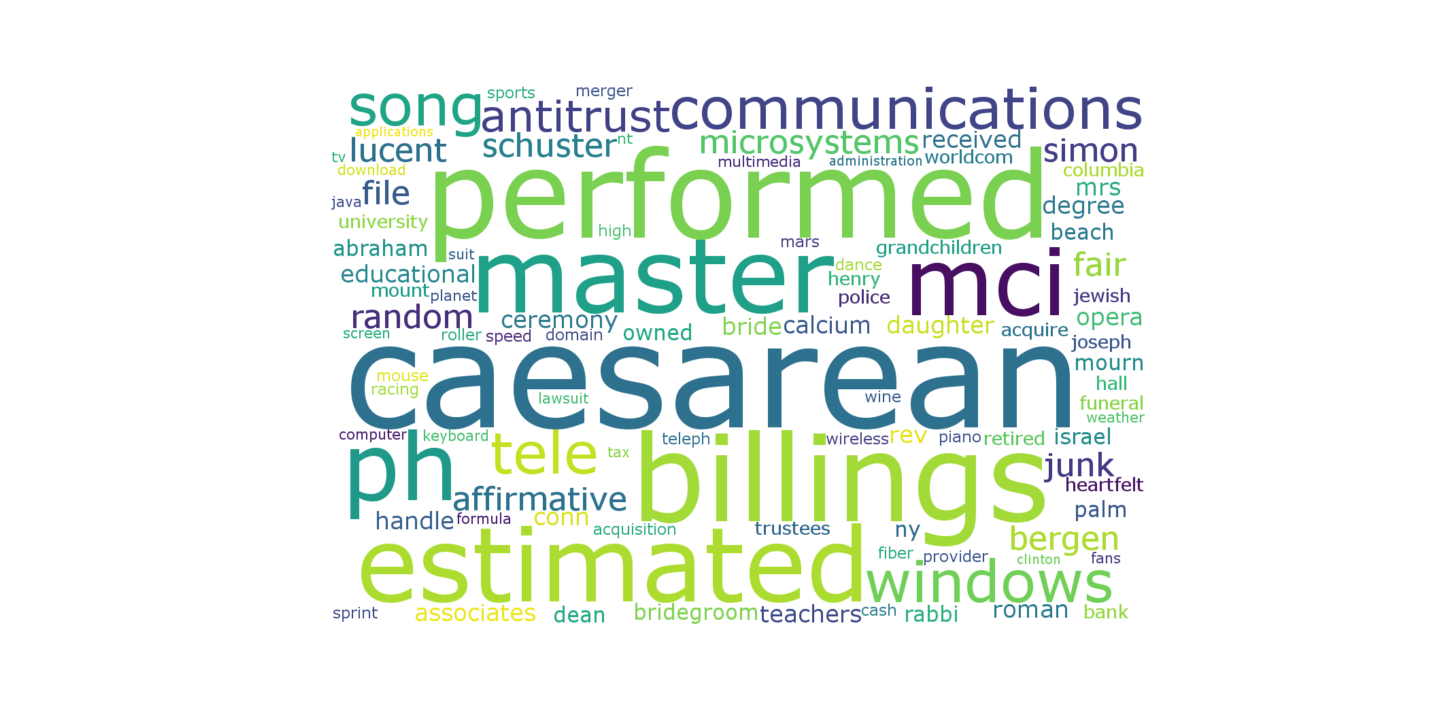 song sports merger antitrust communications
applications
tv lucent schuster nt microsystems received simon
download multimedia administration worldcom columbia
java file performed mrs
university high degree
abraham suit mars grandchildren beach
educational master dance mci fair
mount planet henry police jewish
random ceremony owned bride calcium daughter acquire opera
screen roller speed domain joseph
mouse caesarean mourn
racing lawsuit wine hall
funeral
weather
computer keyboard tele teleph wireless rev piano retired israel
ph tax billings junk
affirmative heartfelt
handle formula conn acquisition trustees ny palm
estimated fiber provider bergen
clinton fans
windows
sprint associates dean bridegroom teachers cash rabbi roman bank